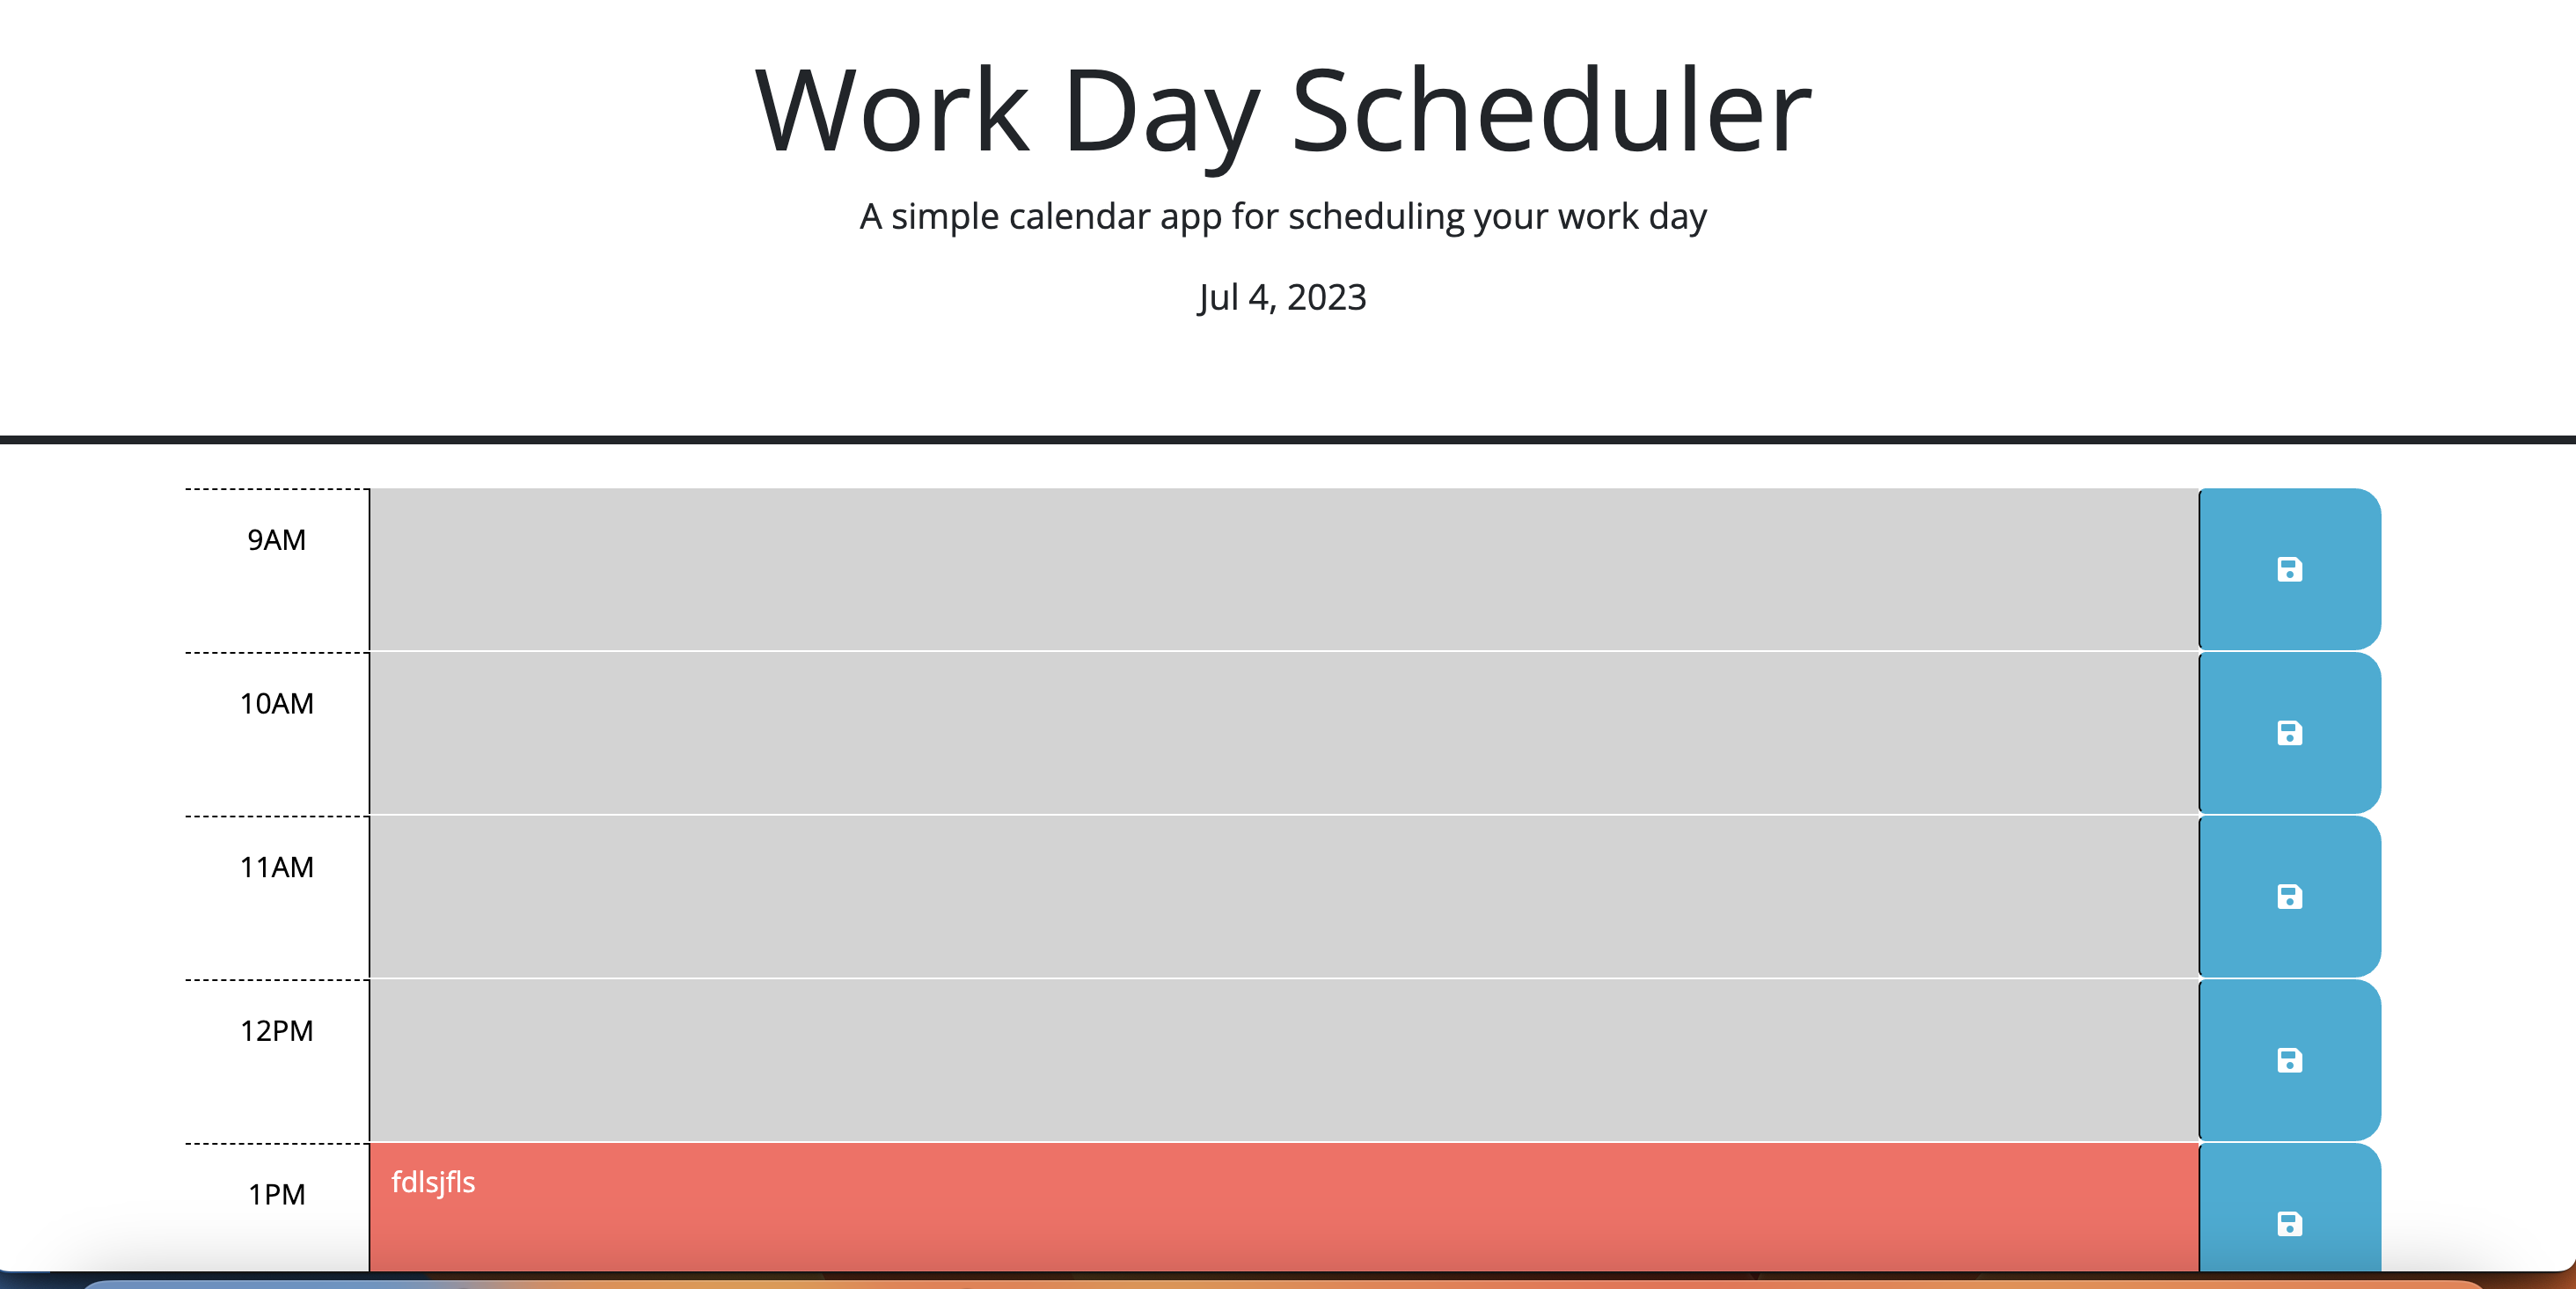 Work Day Scheduler
A simple calendar app for scheduling your work day
Jul 4, 2023
9AM
10AM
11AM
12PM
1PM fdlsjfls